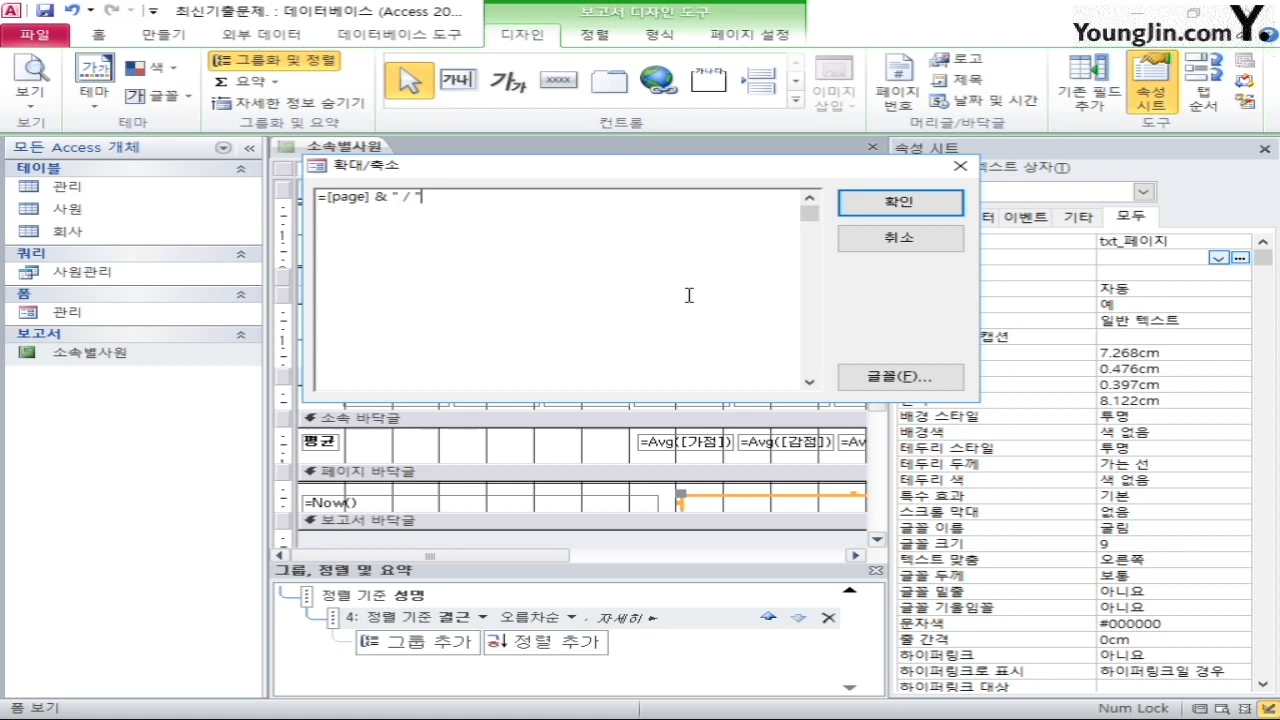 최신기출문제. : 데이터베이스 (Access 20...
보고서 디자인 도구
YoungJin.com Y.
파일 홈 만들기 외부 데이터 데이터베이스 도구 디자인 정렬 형식 페이지 설정
보기
테마
색
가가 글꼴
그룹화 및 정렬
Σ 요약
자세한 정보 숨기기
가나 가가 xxxx
이미지 삽입
페이지 번호
로고
제목
날짜 및 시간
기존 필드 추가
속성 시트
탭 순서
보기 테마 그룹화 및 요약 컨트롤 머리글/바닥글 도구
모든 Access 개체
테이블
관리
사원
회사
쿼리
사원관리
폼
관리
보고서
소속별사원
소속별사원
확대/축소
=[page] & " / "
확인
취소
글꼴(F)...
소속 바닥글
평균 =Avg([가점]) =Avg([감점]) =Av
페이지 바닥글
=Now()
보고서 바닥글
그룹, 정렬 및 요약
정렬 기준 성명
4: 정렬 기준 결근 오름차순 , 자세히
그룹 추가 정렬 추가
속성 시트
텍스트 상자(T)
터 이벤트 기타 모두
txt_페이지
자동
예
일반 텍스트
캡션
7.268cm
0.476cm
0.397cm
8.122cm
배경 스타일 투명
배경색 색 없음
테두리 스타일 투명
테두리 두께 가는 선
테두리 색 색 없음
특수 효과 기본
스크롤 막대 없음
글꼴 이름 굴림
글꼴 크기 9
텍스트 맞춤 오른쪽
글꼴 두께 보통
글꼴 밑줄 아니요
글꼴 기울임꼴 아니요
문자색 #000000
줄 간격 0cm
하이퍼링크 아니요
하이퍼링크로 표시 하이퍼링크일 경우
하이퍼링크 대상
폼 보기
Num Lock